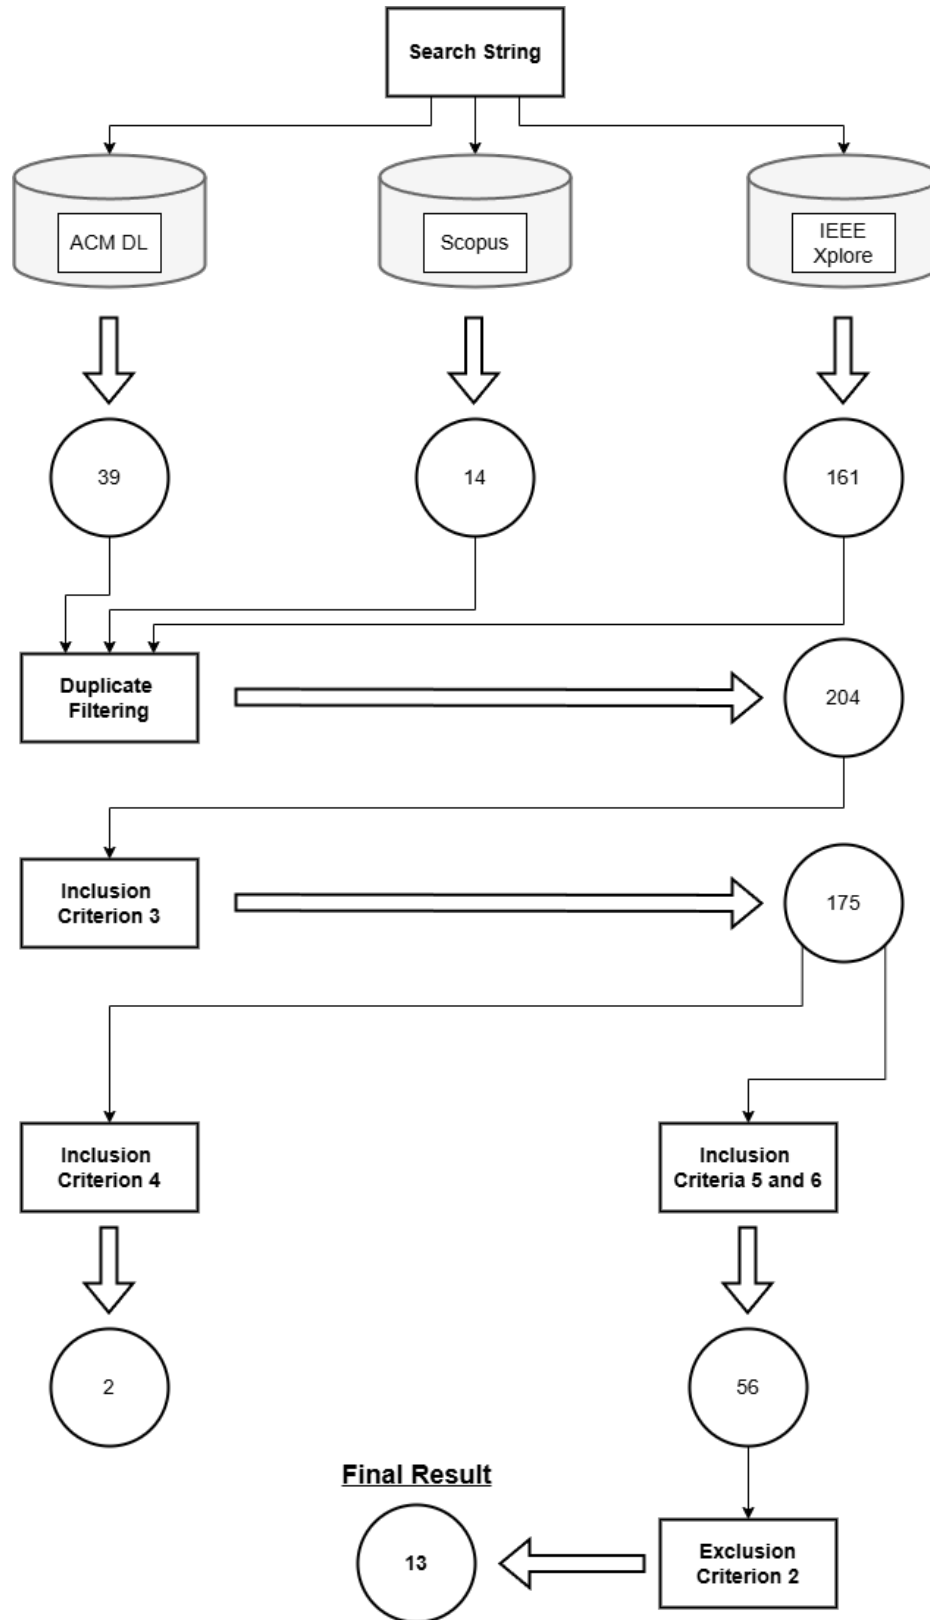 Search String
ACM DL
Scopus
IEEE
Xplore
39
14
161
Duplicate
Filtering
204
Inclusion
Criterion 3
175
Inclusion
Criterion 4
Inclusion
Criteria 5 and 6
2
56
Final Result
13
Exclusion
Criterion 2